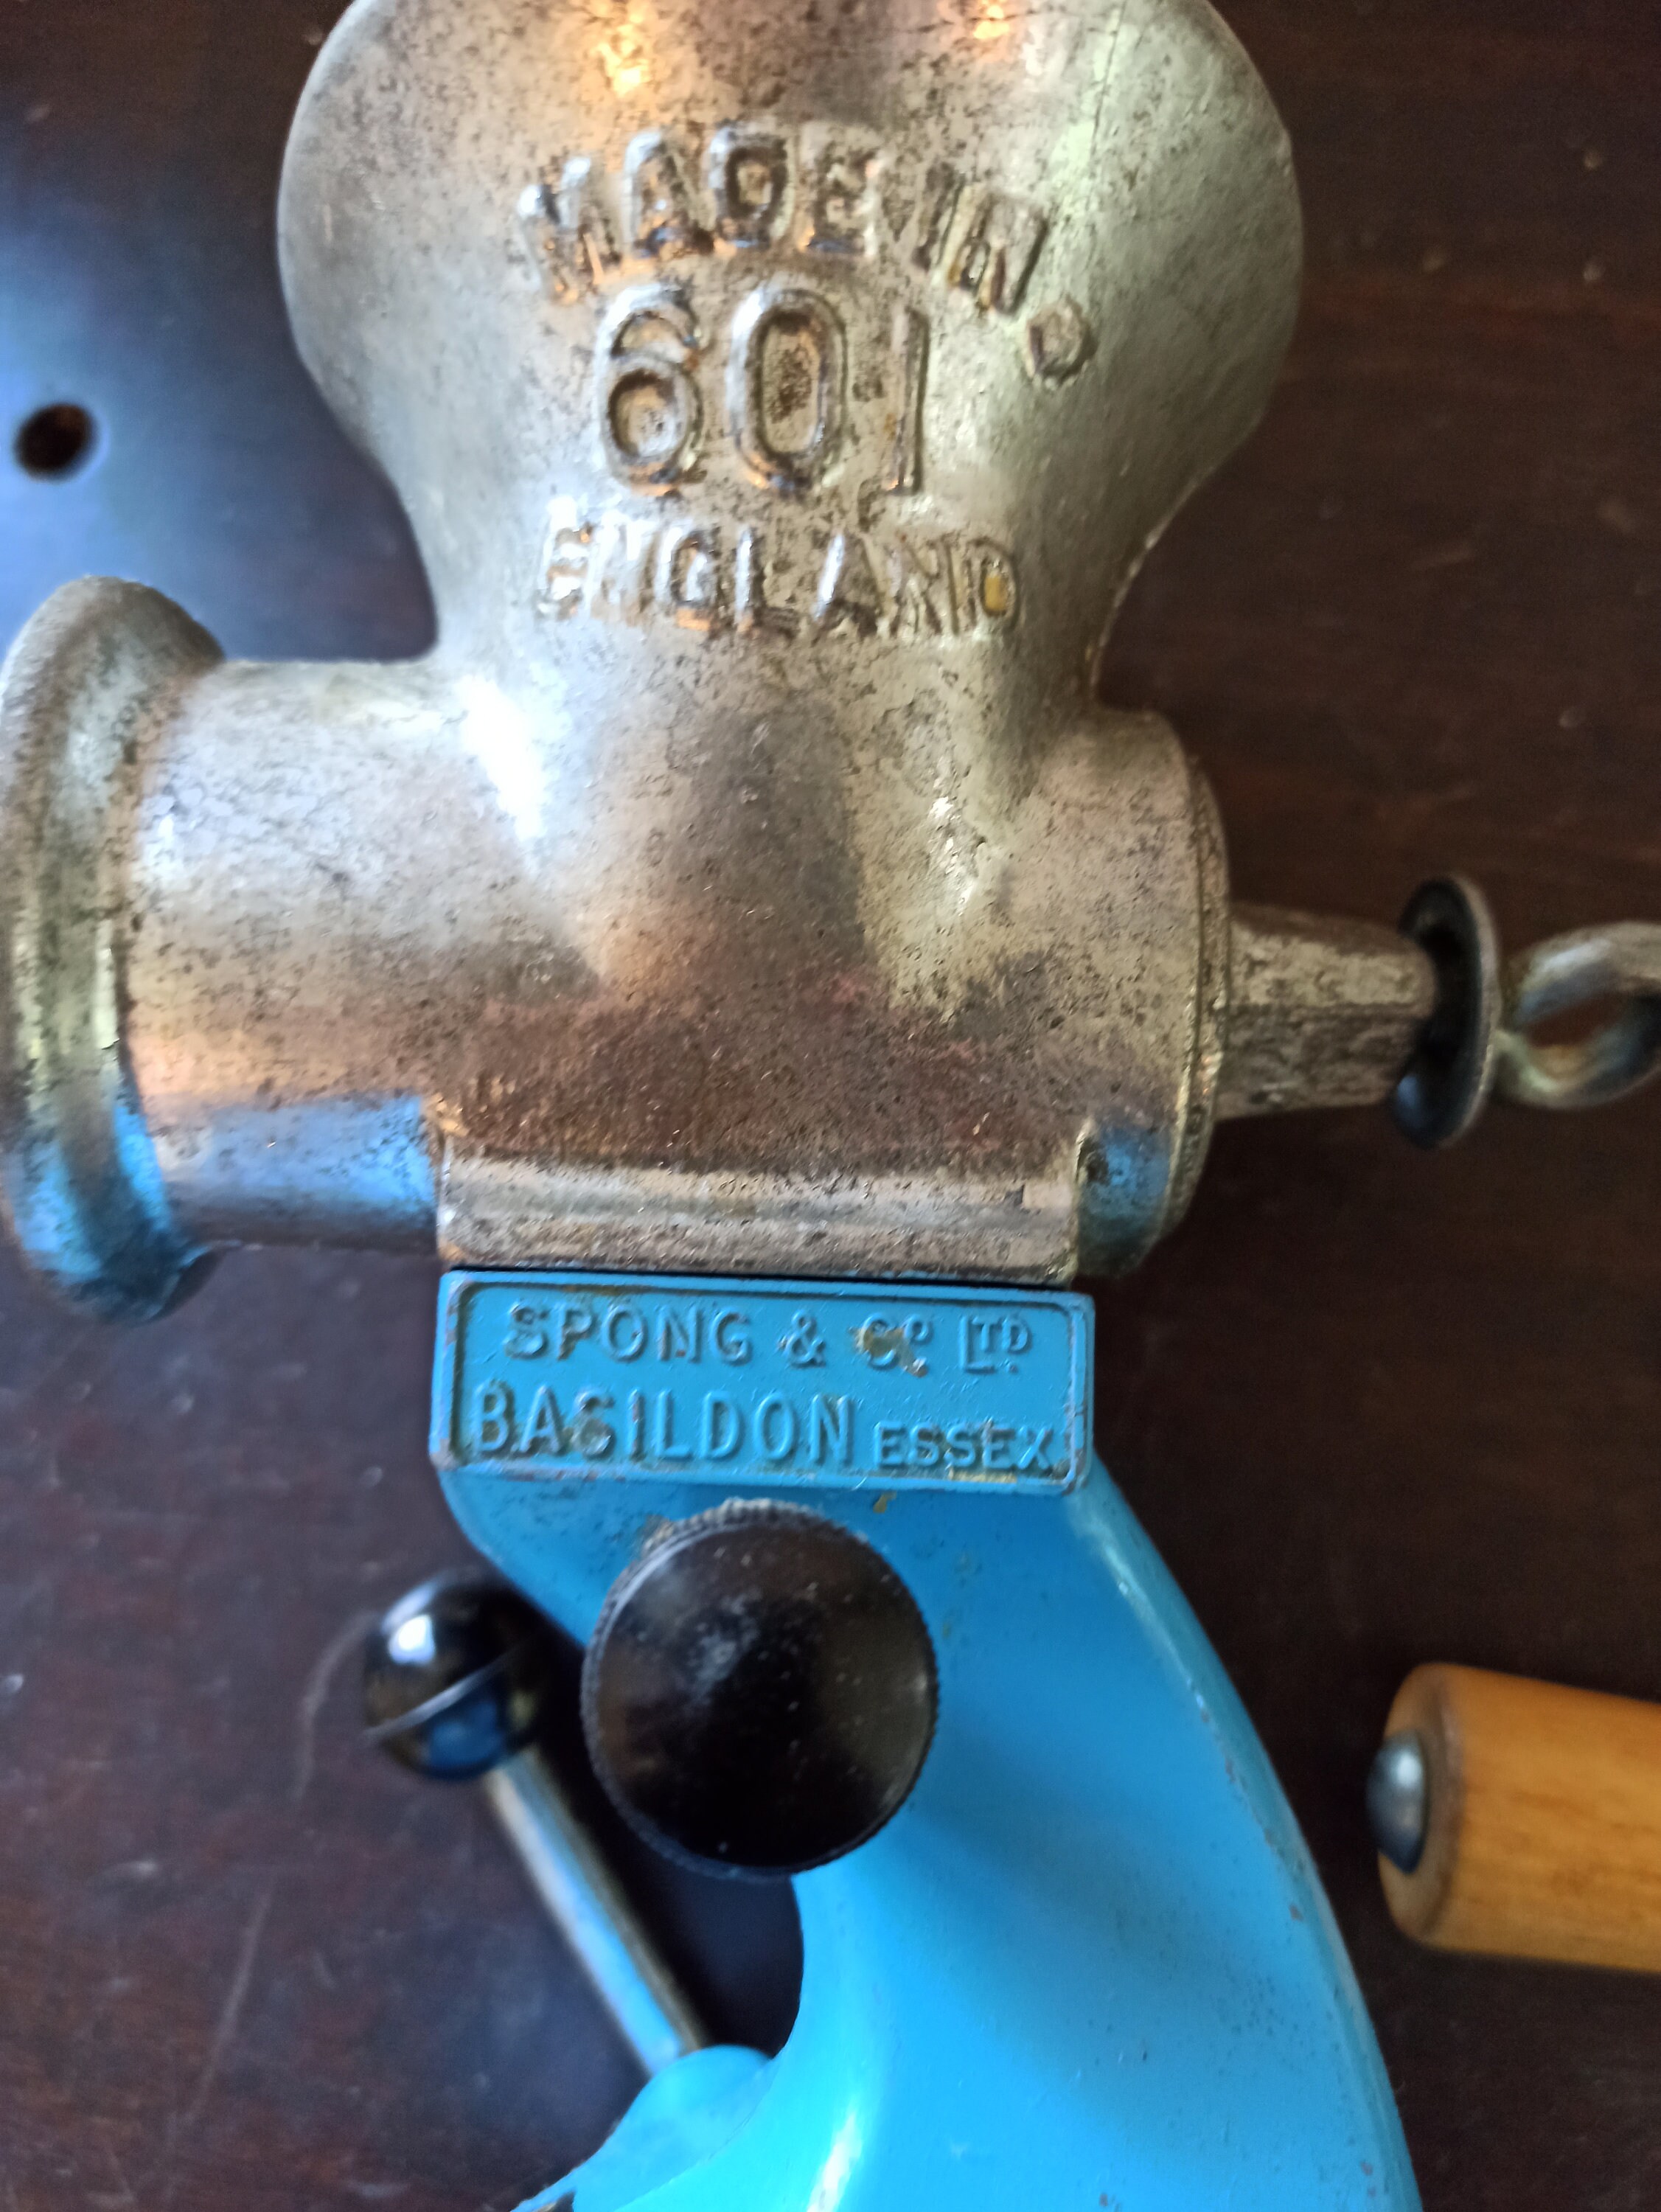 MADE IN
601
ENGLAND
SPONG & Cº LTD
BASILDON ESSEX